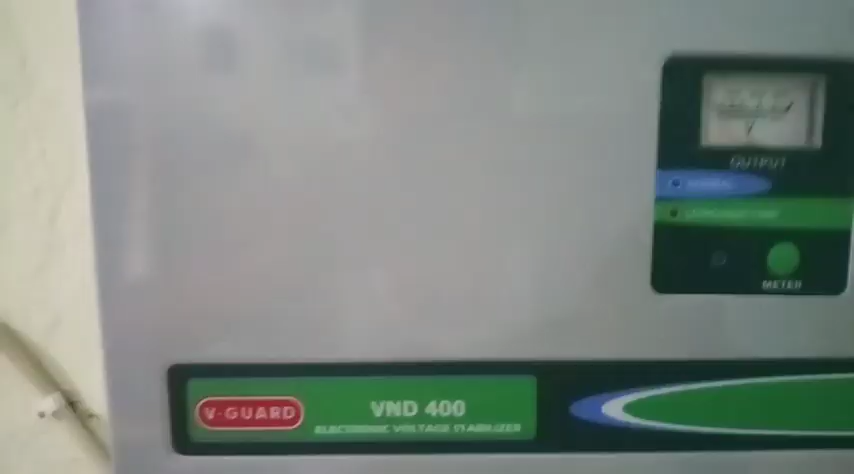 OUTPUT
METER
V-GUARD
VND 400
ELECTRONIC VOLTAGE STABILIZER